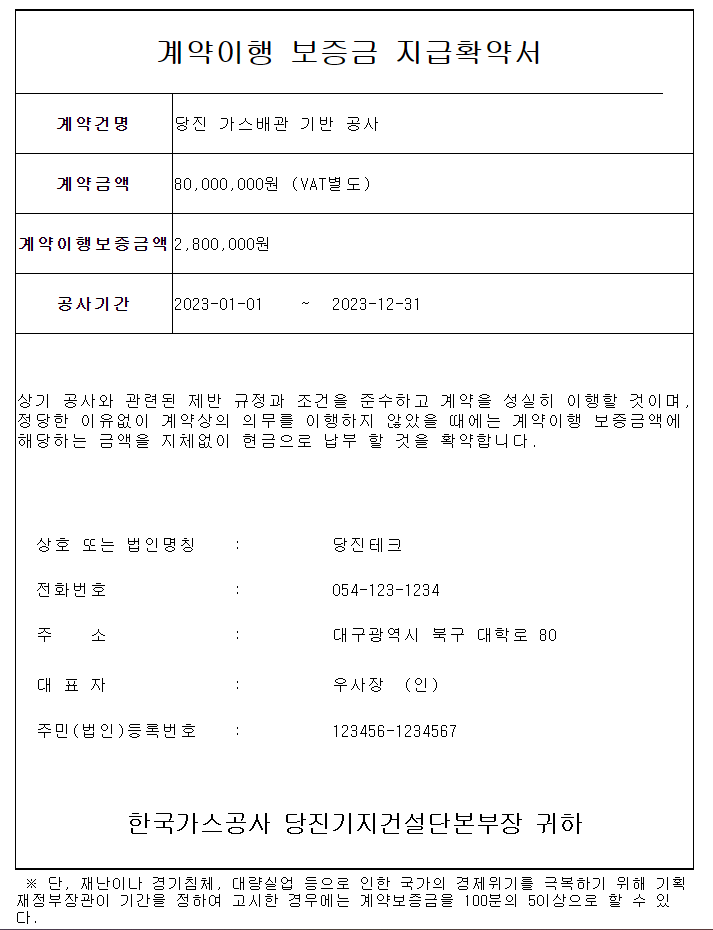 계약이행 보증금 지급확약서
계약건명 당진 가스배관 기반 공사
계약금액 80,000,000원 (VAT별도)
계약이행보증금액 2,800,000원
공사기간 2023-01-01 ~ 2023-12-31
상기 공사와 관련된 제반 규정과 조건을 준수하고 계약을 성실히 이행할 것이며,
정당한 이유없이 계약상의 의무를 이행하지 않았을 때에는 계약이행 보증금액에
해당하는 금액을 지체없이 현금으로 납부 할 것을 확약합니다.
상호 또는 법인명칭 : 당진테크
전화번호 : 054-123-1234
주 소 : 대구광역시 북구 대학로 80
대 표 자 : 우사장 (인)
주민(법인)등록번호 : 123456-1234567
한국가스공사 당진기지건설단본부장 귀하
※ 단, 재난이나 경기침체, 대량실업 등으로 인한 국가의 경제위기를 극복하기 위해 기획
재정부장관이 기간을 정하여 고시한 경우에는 계약보증금을 100분의 5이상으로 할 수 있
다.